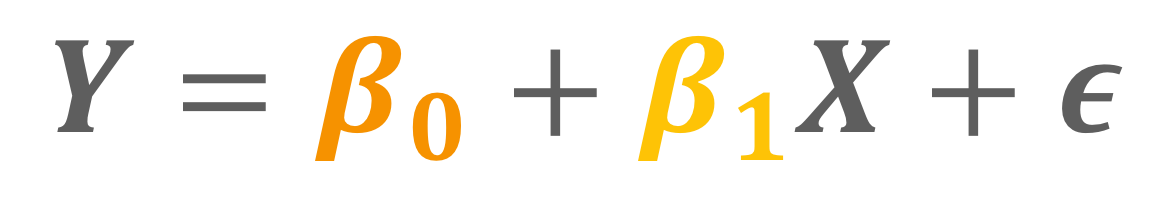 Y = β₀ + β₁X + ϵ